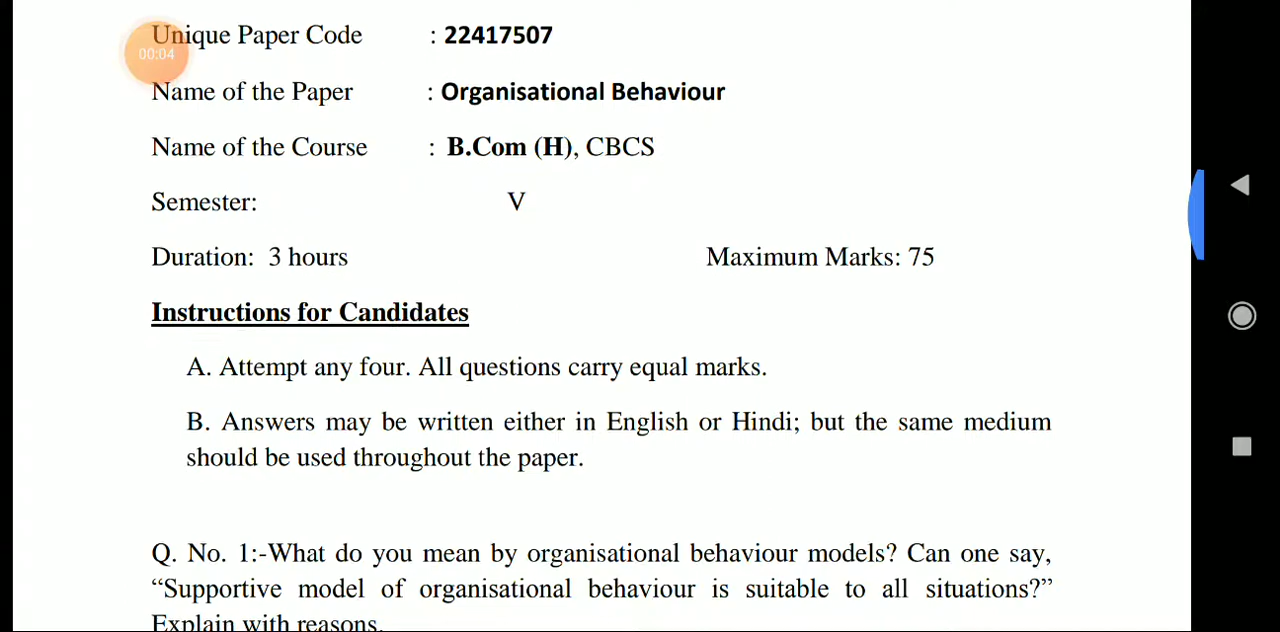 Unique Paper Code : 22417507
00:04
Name of the Paper : Organisational Behaviour
Name of the Course : B.Com (H), CBCS
Semester: V
Duration: 3 hours Maximum Marks: 75
Instructions for Candidates
A. Attempt any four. All questions carry equal marks.
B. Answers may be written either in English or Hindi; but the same medium
should be used throughout the paper.
Q. No. 1:-What do you mean by organisational behaviour models? Can one say,
“Supportive model of organisational behaviour is suitable to all situations?”
Explain with reasons.